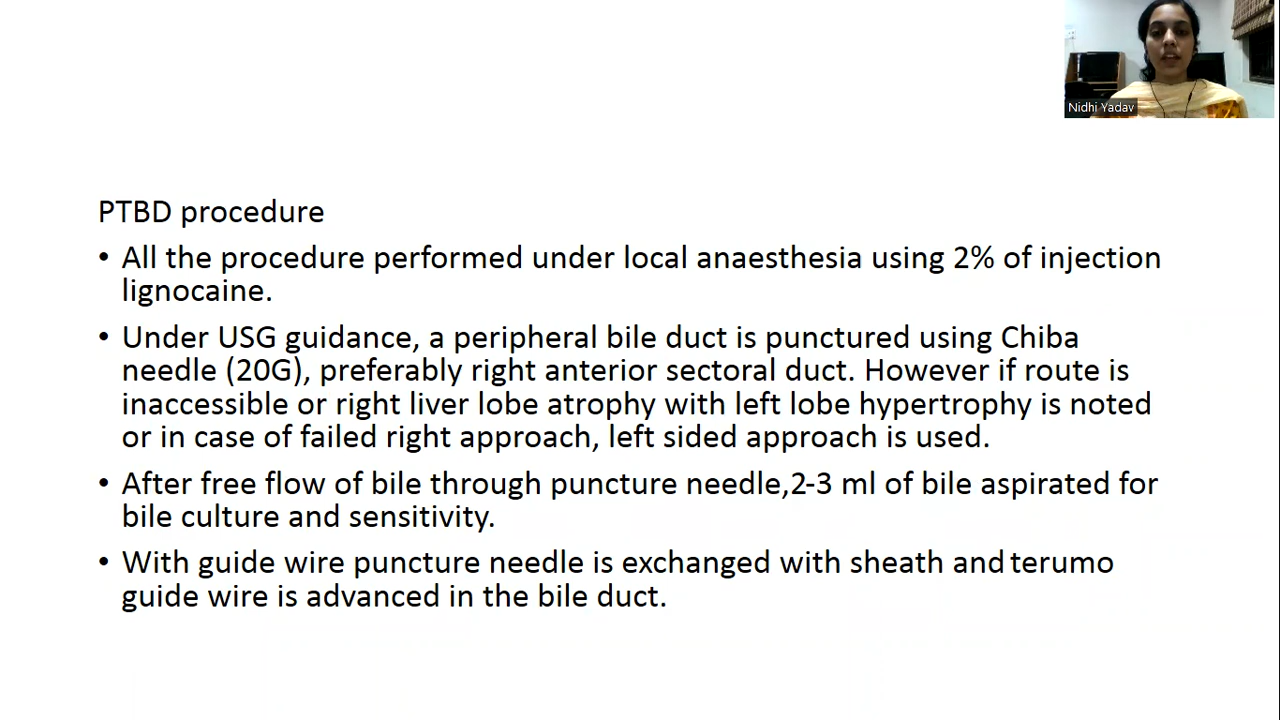 Nidhi Yadav
PTBD procedure
• All the procedure performed under local anaesthesia using 2% of injection
lignocaine.
• Under USG guidance, a peripheral bile duct is punctured using Chiba
needle (20G), preferably right anterior sectoral duct. However if route is
inaccessible or right liver lobe atrophy with left lobe hypertrophy is noted
or in case of failed right approach, left sided approach is used.
• After free flow of bile through puncture needle,2-3 ml of bile aspirated for
bile culture and sensitivity.
• With guide wire puncture needle is exchanged with sheath and terumo
guide wire is advanced in the bile duct.